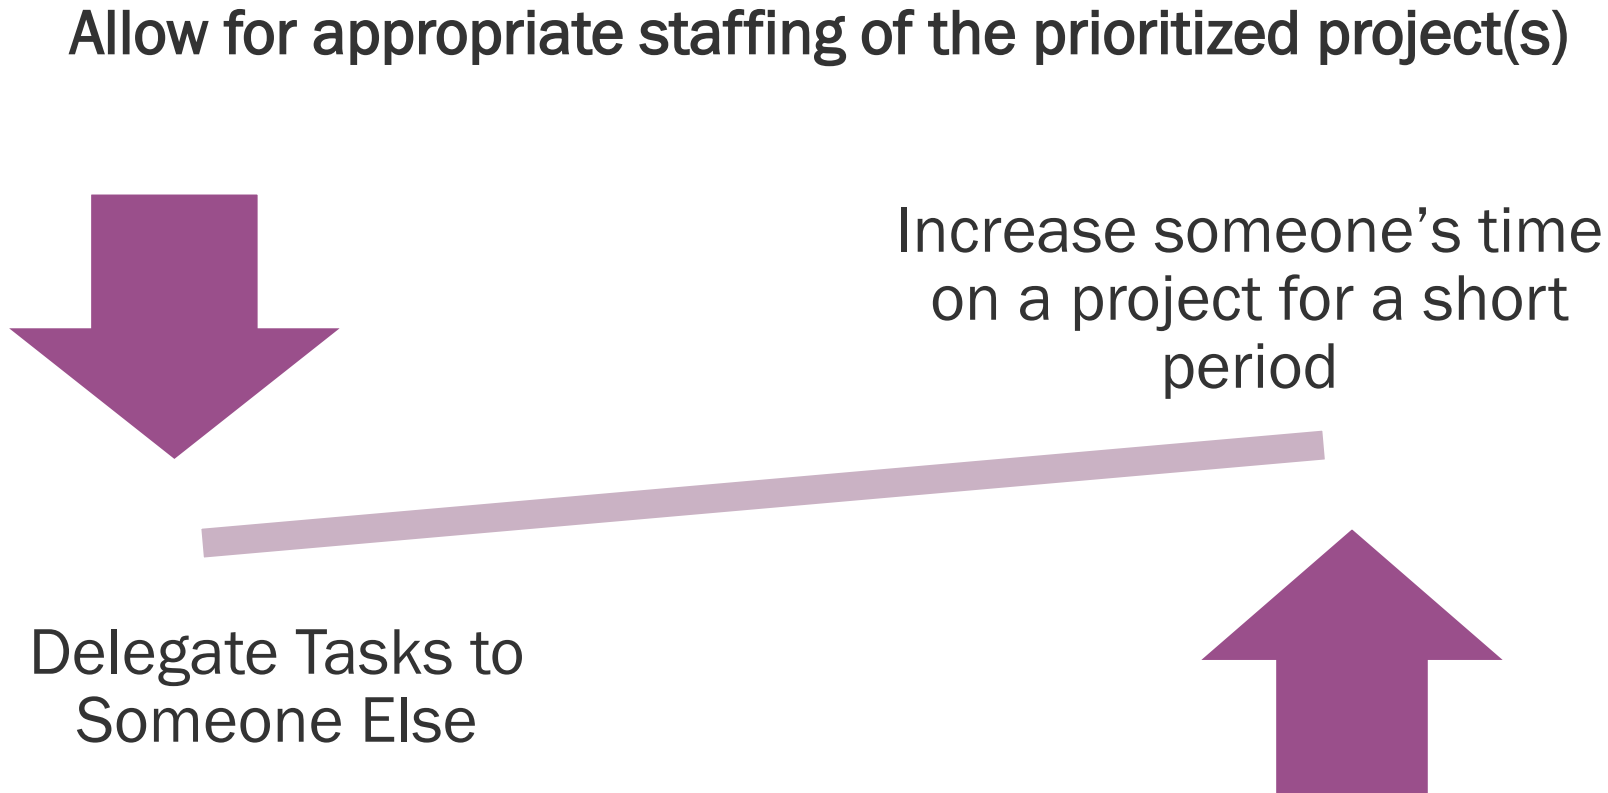 Allow for appropriate staffing of the prioritized project(s)
Increase someone’s time
on a project for a short
period
Delegate Tasks to
Someone Else